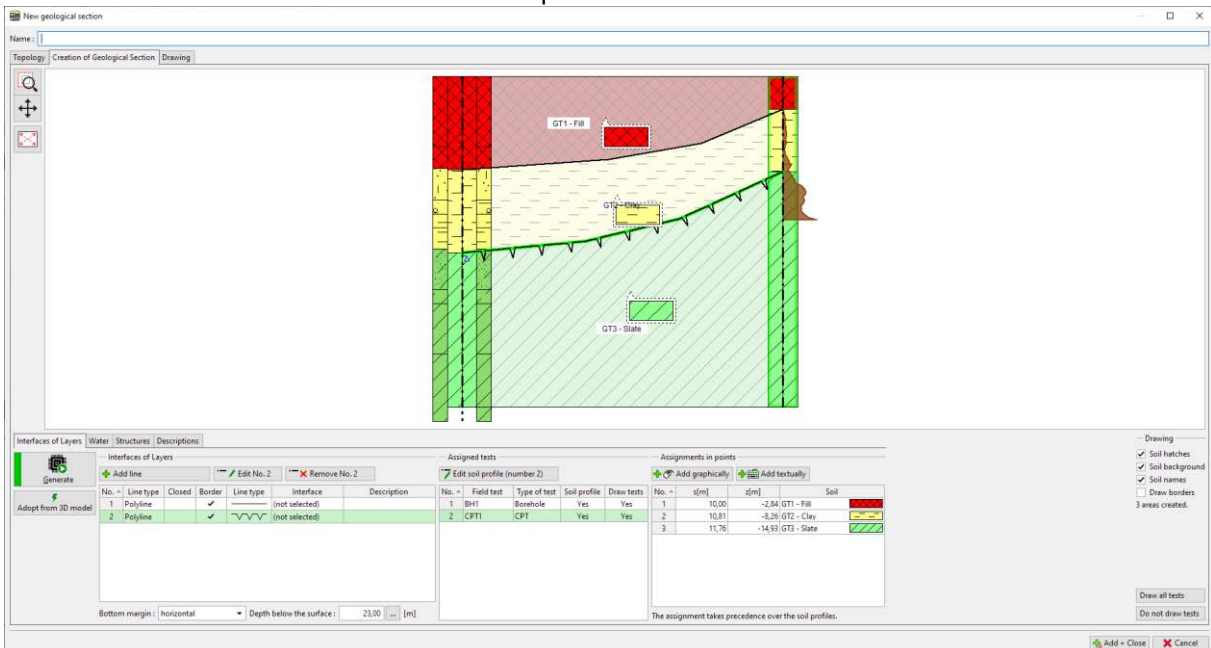 New geological section
Name :
Topology Creation of Geological Section Drawing
GT1 - Fill
GT2 - Clay
GT3 - Slate
Interfaces of Layers Water Structures Descriptions
Generate
Adopt from 3D model
Interfaces of Layers
Add line Edit No. 2 Remove No. 2
No. Line type Closed Border Line type Interface Description
1 Polyline (not selected)
2 Polyline (not selected)
Bottom margin : horizontal Depth below the surface : 23,00 ... [m]
Assigned tests
Edit soil profile (number 2)
No. Field test Type of test Soil profile Draw tests
1 BH1 Borehole Yes Yes
2 CPT1 CPT Yes Yes
Assignments in points
Add graphically Add textually
No. s[m] z[m] Soil
1 10,00 -2,84 GT1 - Fill
2 10,81 -8,26 GT2 - Clay
3 11,76 -14,93 GT3 - Slate
The assignment takes precedence over the soil profiles.
Drawing
Soil hatches
Soil background
Soil names
Draw borders
3 areas created.
Draw all tests
Do not draw tests
Add + Close Cancel